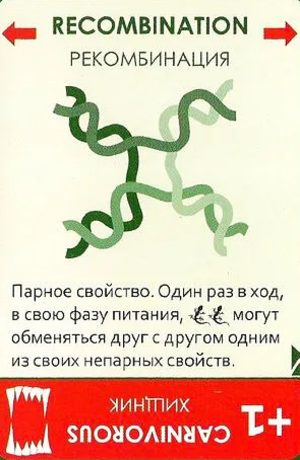 RECOMBINATION
РЕКОМБИНАЦИЯ
Парное свойство. Один раз в ход,
в свою фазу питания, могут
обменяться друг с другом одним
из своих непарных свойств.
+1
ХИЩНИК
CARNIVOROUS